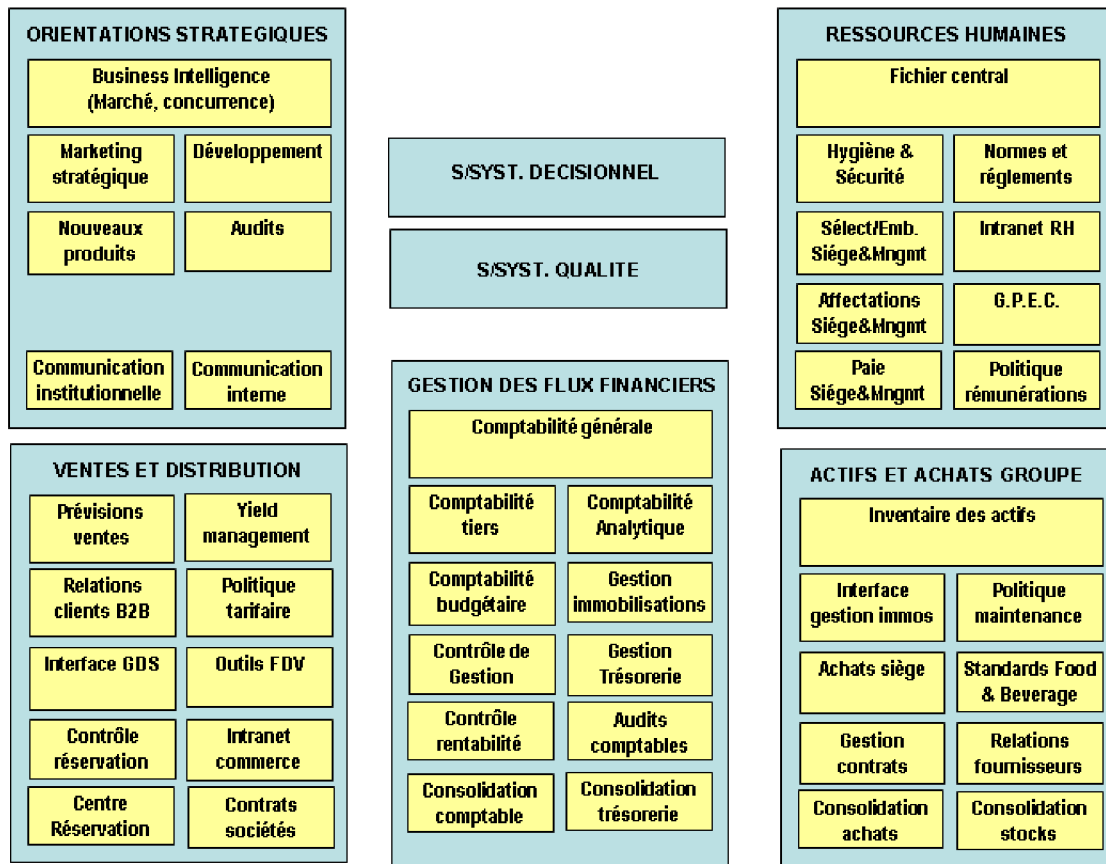 ORIENTATIONS STRATEGIQUES
Business Intelligence
(Marché, concurrence)
Marketing
stratégique
Développement
Nouveaux
produits
Audits
Communication
institutionnelle
Communication
interne
S/SYST. DECISIONNEL
S/SYST. QUALITE
RESSOURCES HUMAINES
Fichier central
Hygiène &
Sécurité
Normes et
réglements
Sélect/Emb.
Siége&Mngmt
Intranet RH
Affectations
Siége&Mngmt
G.P.E.C.
Paie
Siége&Mngmt
Politique
rémunérations
VENTES ET DISTRIBUTION
Prévisions
ventes
Yield
management
Relations
clients B2B
Politique
tarifaire
Interface GDS
Outils FDV
Contrôle
réservation
Intranet
commerce
Centre
Réservation
Contrats
sociétés
GESTION DES FLUX FINANCIERS
Comptabilité générale
Comptabilité
tiers
Comptabilité
Analytique
Comptabilité
budgétaire
Gestion
immobilisations
Contrôle de
Gestion
Gestion
Trésorerie
Contrôle
rentabilité
Audits
comptables
Consolidation
comptable
Consolidation
trésorerie
ACTIFS ET ACHATS GROUPE
Inventaire des actifs
Interface
gestion immos
Politique
maintenance
Achats siège
Standards Food
& Beverage
Gestion
contrats
Relations
fournisseurs
Consolidation
achats
Consolidation
stocks